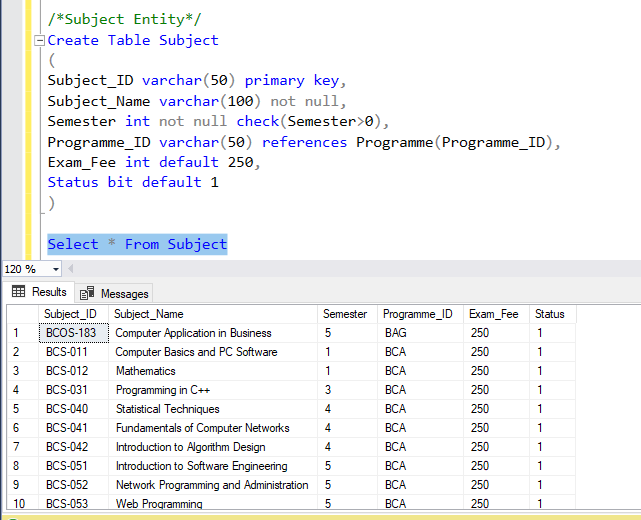 /*Subject Entity*/
Create Table Subject
(
Subject_ID varchar(50) primary key,
Subject_Name varchar(100) not null,
Semester int not null check(Semester>0),
Programme_ID varchar(50) references Programme(Programme_ID),
Exam_Fee int default 250,
Status bit default 1
)
Select * From Subject
120 %
Results Messages
Subject_ID Subject_Name Semester Programme_ID Exam_Fee Status
1 BCOS-183 Computer Application in Business 5 BAG 250 1
2 BCS-011 Computer Basics and PC Software 1 BCA 250 1
3 BCS-012 Mathematics 1 BCA 250 1
4 BCS-031 Programming in C++ 3 BCA 250 1
5 BCS-040 Statistical Techniques 4 BCA 250 1
6 BCS-041 Fundamentals of Computer Networks 4 BCA 250 1
7 BCS-042 Introduction to Algorithm Design 4 BCA 250 1
8 BCS-051 Introduction to Software Engineering 5 BCA 250 1
9 BCS-052 Network Programming and Administration 5 BCA 250 1
10 BCS-053 Web Programming 5 BCA 250 1